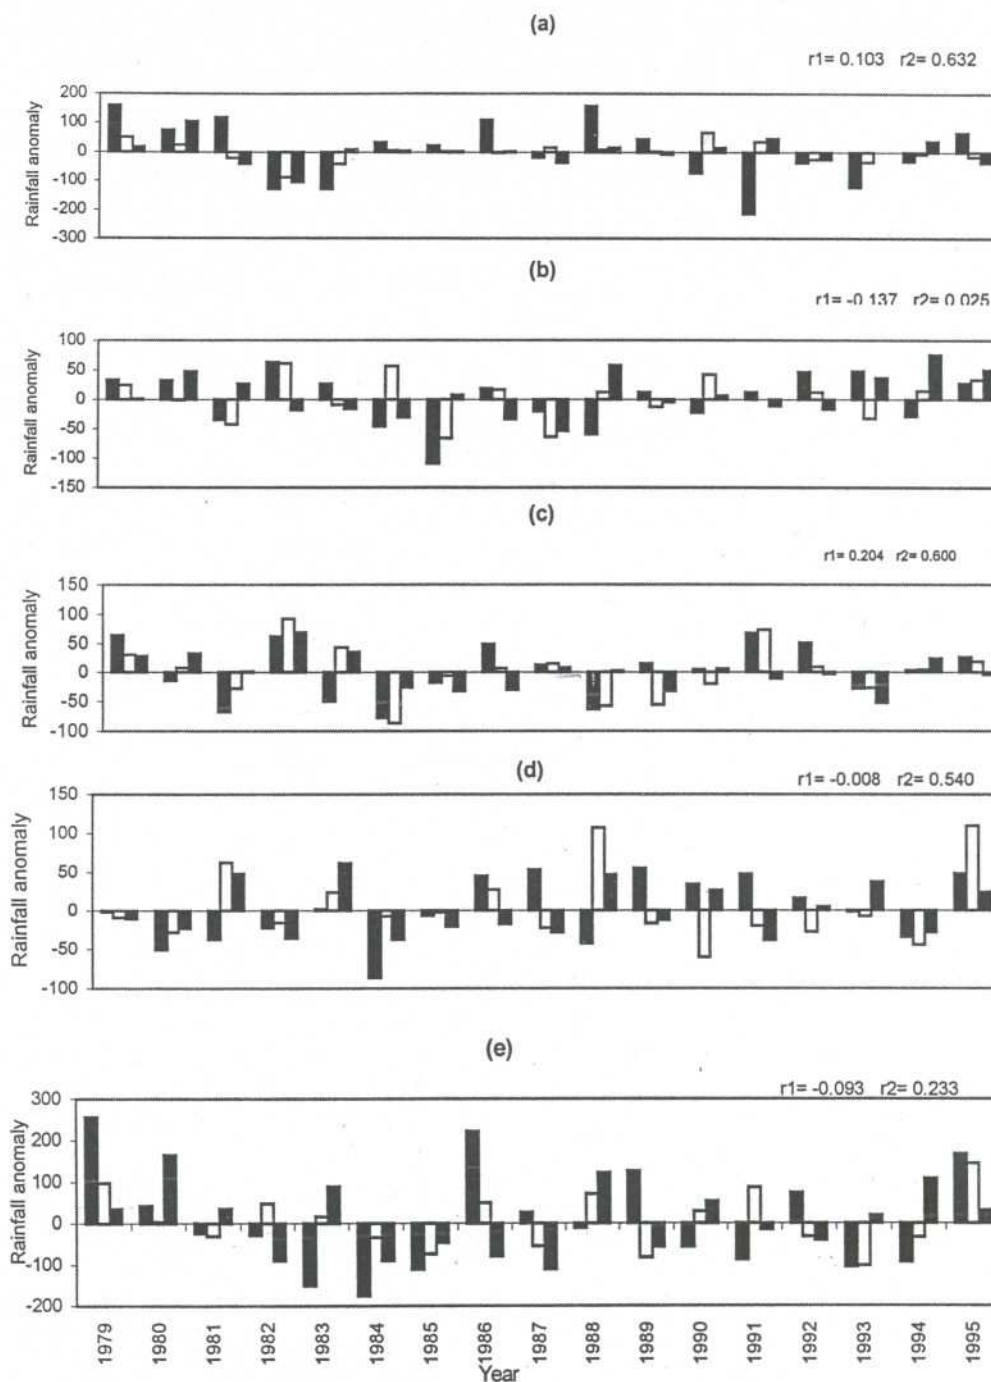 (a)
r1= 0.103 r2= 0.632
Rainfall anomaly
200
100
0
-100
-200
-300
(b)
r1= -0.137 r2= 0.025
Rainfall anomaly
100
50
0
-50
-100
-150
(c)
r1= 0.204 r2= 0.600
Rainfall anomaly
150
100
50
0
-50
-100
(d)
r1= -0.008 r2= 0.540
Rainfall anomaly
150
100
50
0
-50
-100
(e)
r1= -0.093 r2= 0.233
Rainfall anomaly
300
200
100
0
-100
-200
1979 1980 1981 1982 1983 1984 1985 1986 1987 1988 1989 1990 1991 1992 1993 1994 1995
Year